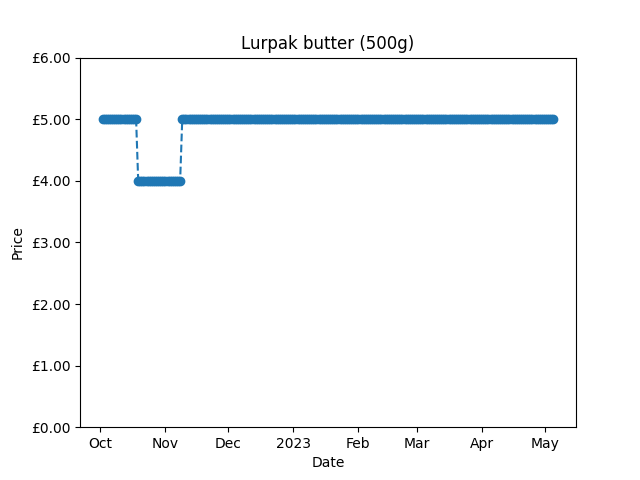 Lurpak butter (500g)
£6.00
£5.00
£4.00
£3.00
£2.00
£1.00
£0.00
Price
Oct Nov Dec 2023 Feb Mar Apr May
Date